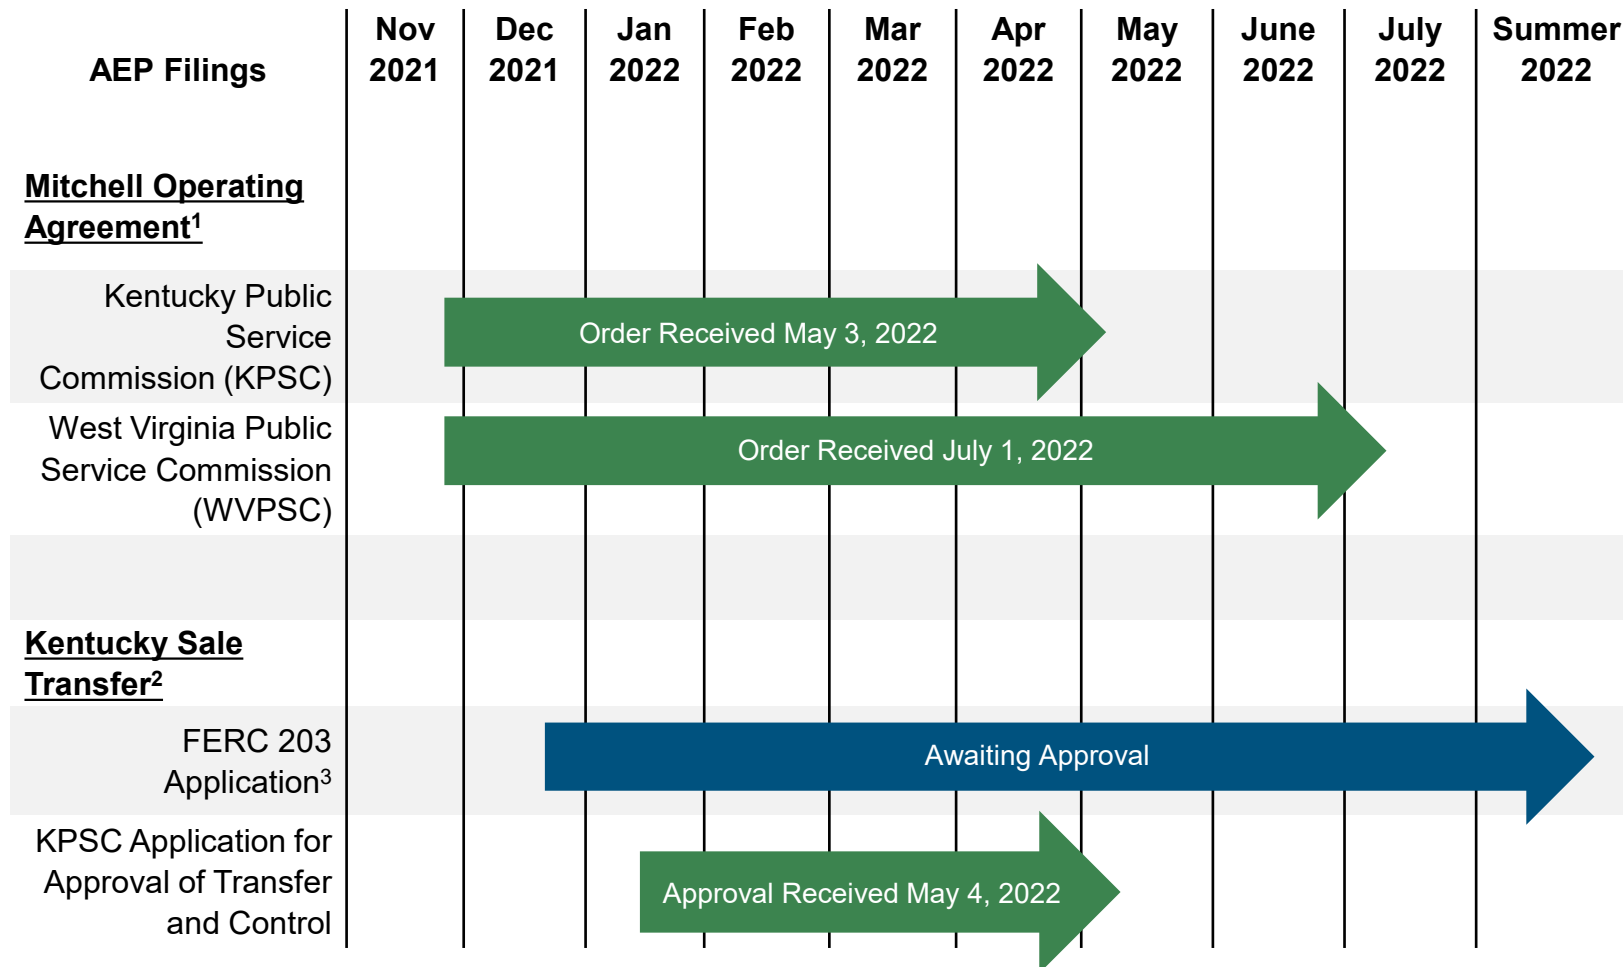 AEP Filings
Nov 2021
Dec 2021
Jan 2022
Feb 2022
Mar 2022
Apr 2022
May 2022
June 2022
July 2022
Summer 2022
Mitchell Operating
Agreement¹
Kentucky Public
Service
Commission (KPSC)
Order Received May 3, 2022
West Virginia Public
Service Commission
(WVPSC)
Order Received July 1, 2022
Kentucky Sale
Transfer²
FERC 203
Application³
Awaiting Approval
KPSC Application for
Approval of Transfer
and Control
Approval Received May 4, 2022